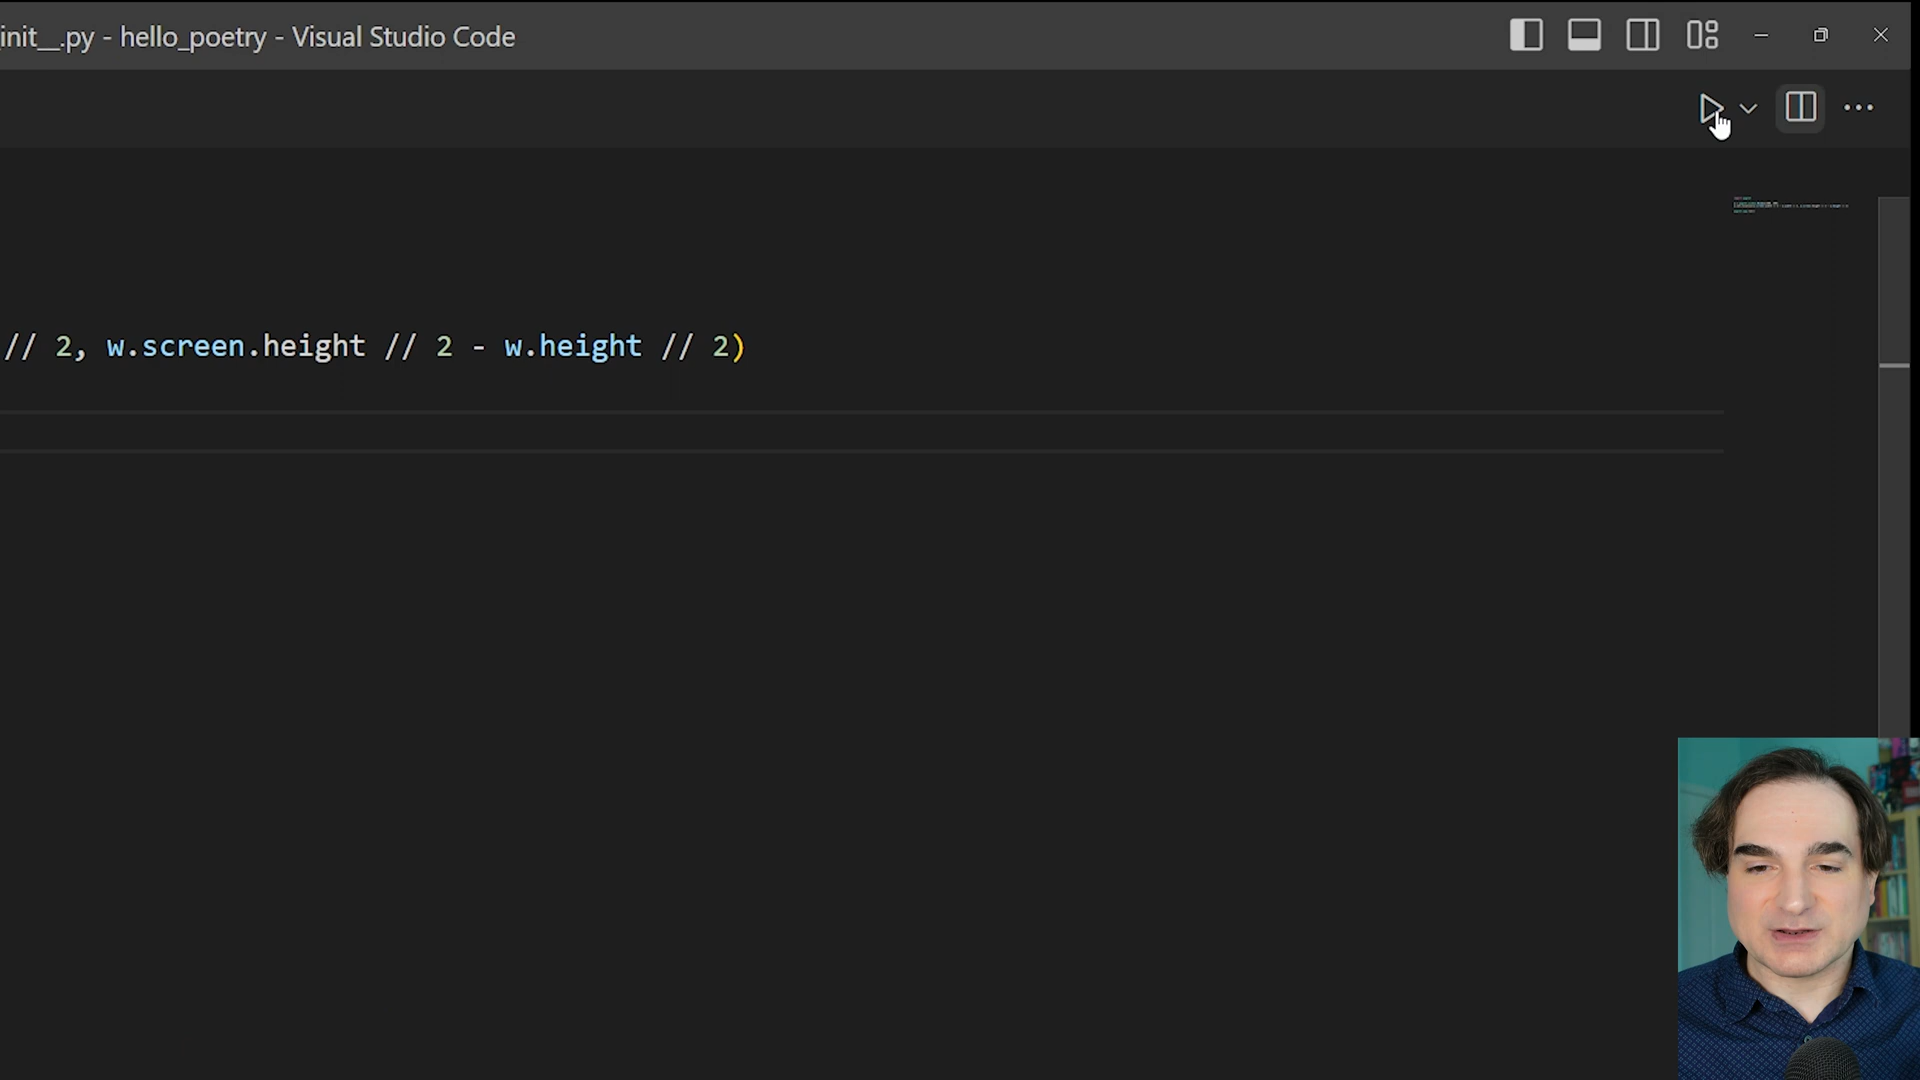 init__.py - hello_poetry - Visual Studio Code
// 2, w.screen.height // 2 - w.height // 2)